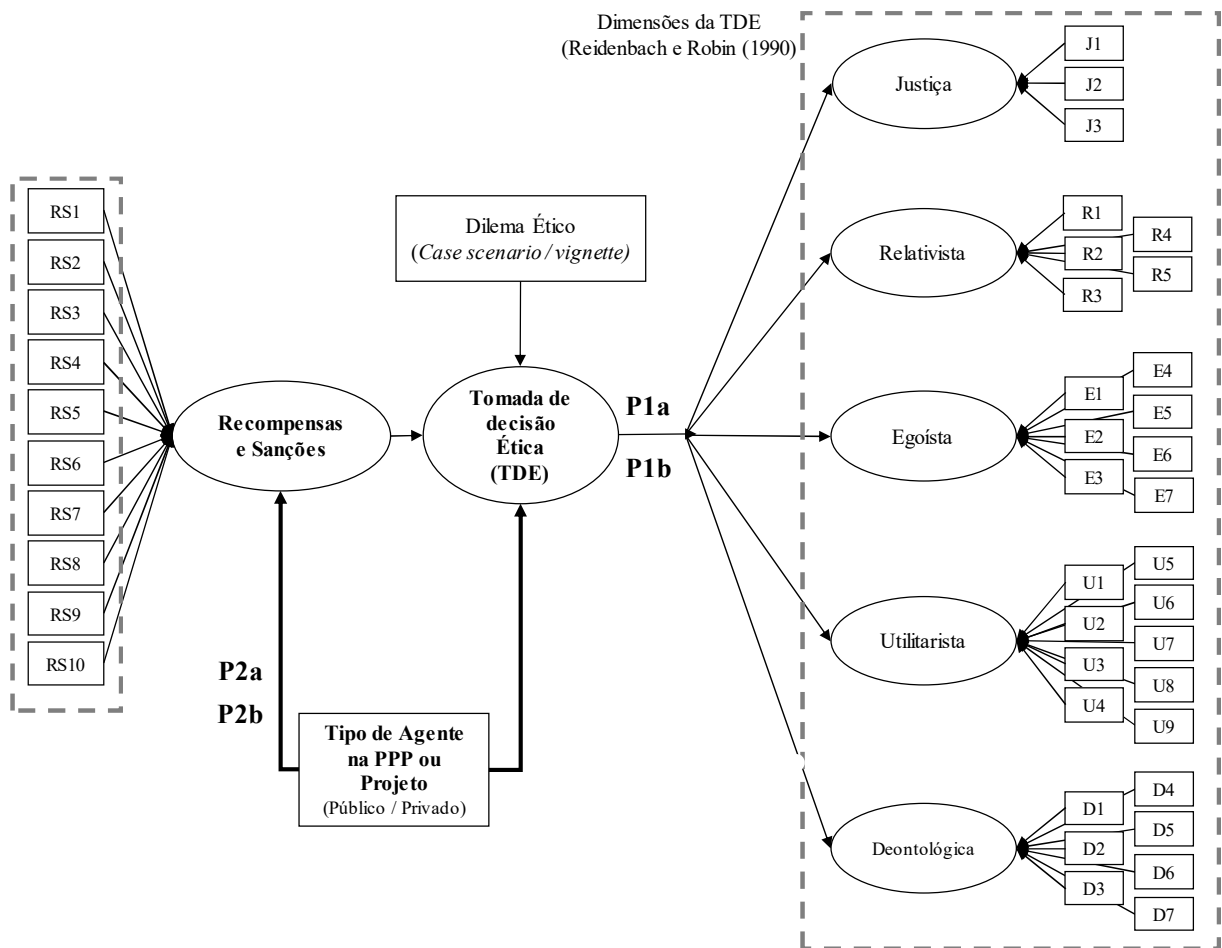 Dimensões da TDE
(Reidenbach e Robin (1990)
RS1
RS2
RS3
RS4
RS5
RS6
RS7
RS8
RS9
RS10
Recompensas
e Sanções
Dilema Ético
(Case scenario / vignette)
Tomada de
decisão
Ética
(TDE)
P1a
P1b
P2a
P2b
Tipo de Agente
na PPP ou
Projeto
(Público / Privado)
Justiça
J1
J2
J3
Relativista
R1
R2
R3
R4
R5
Egoísta
E1
E2
E3
E4
E5
E6
E7
Utilitarista
U1
U2
U3
U4
U5
U6
U7
U8
U9
Deontológica
D1
D2
D3
D4
D5
D6
D7